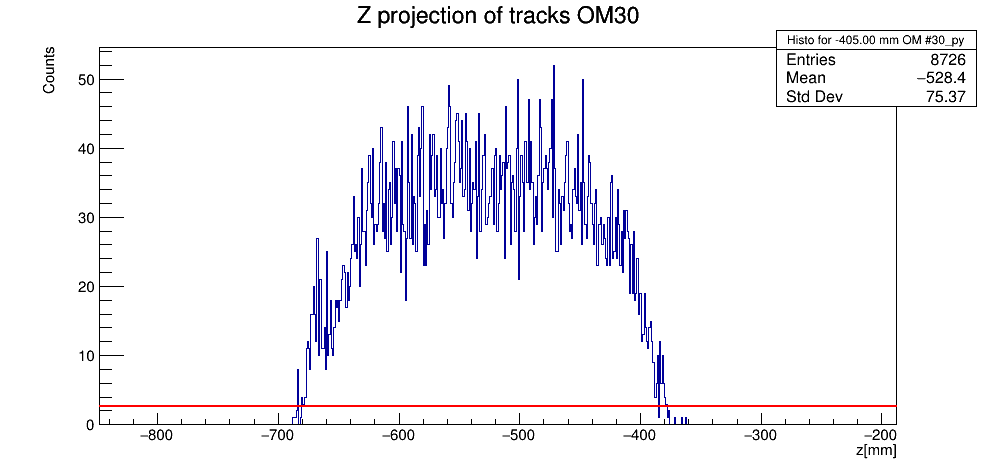 Z projection of tracks OM30
Histo for -405.00 mm OM #30_py
Entries 8726
Mean −528.4
Std Dev 75.37
Counts
50
40
30
20
10
0
−800 −700 −600 −500 −400 −300 −200
z[mm]